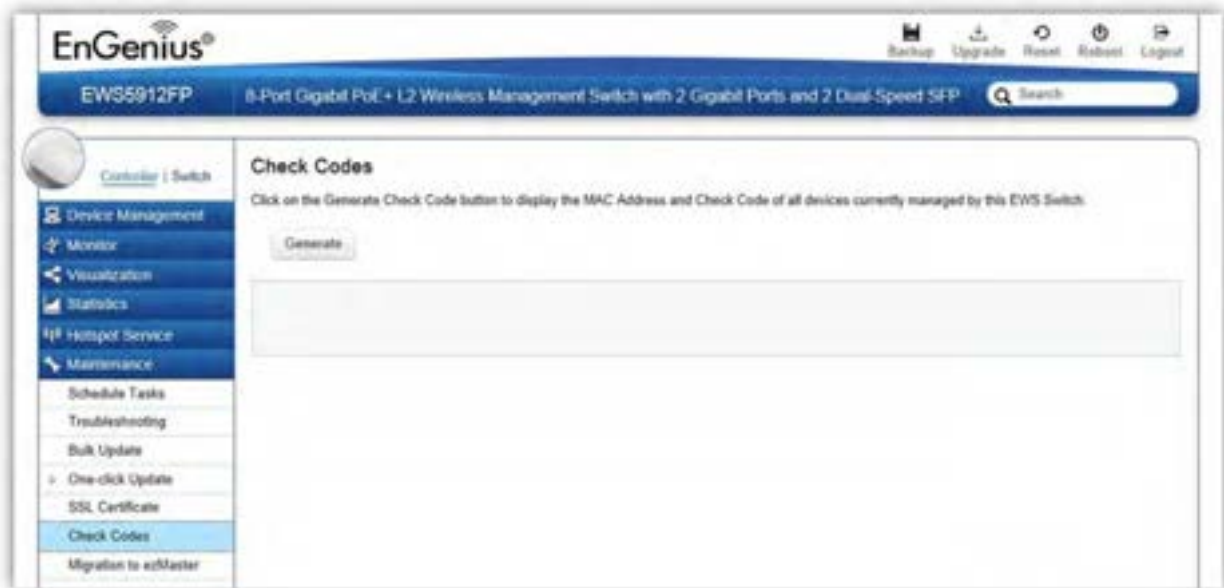 EnGenius®
Backup Upgrade Reset Reboot Logout
EWS5912FP
8-Port Gigabit PoE+ L2 Wireless Management Switch with 2 Gigabit Ports and 2 Dual-Speed SFP
Search
Controller | Switch
Device Management
Monitor
Visualization
Statistics
Hotspot Service
Maintenance
Schedule Tasks
Troubleshooting
Bulk Update
One-click Update
SSL Certificate
Check Codes
Migration to ezMaster
Check Codes
Click on the Generate Check Code button to display the MAC Address and Check Code of all devices currently managed by this EWS Switch.
Generate